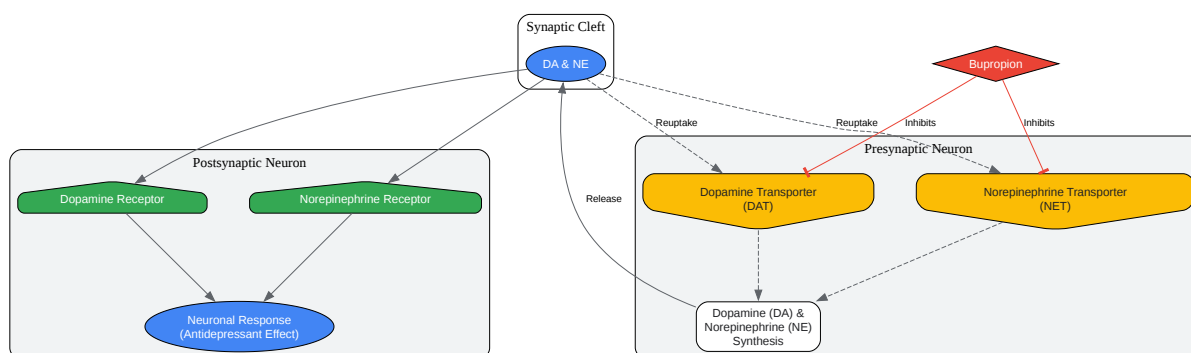 Synaptic Cleft
DA & NE
Bupropion
Reuptake
Reuptake
Inhibits
Inhibits
Postsynaptic Neuron
Presynaptic Neuron
Dopamine Receptor
Norepinephrine Receptor
Release
Dopamine Transporter
(DAT)
Norepinephrine Transporter
(NET)
Neuronal Response
(Antidepressant Effect)
Dopamine (DA) &
Norepinephrine (NE)
Synthesis